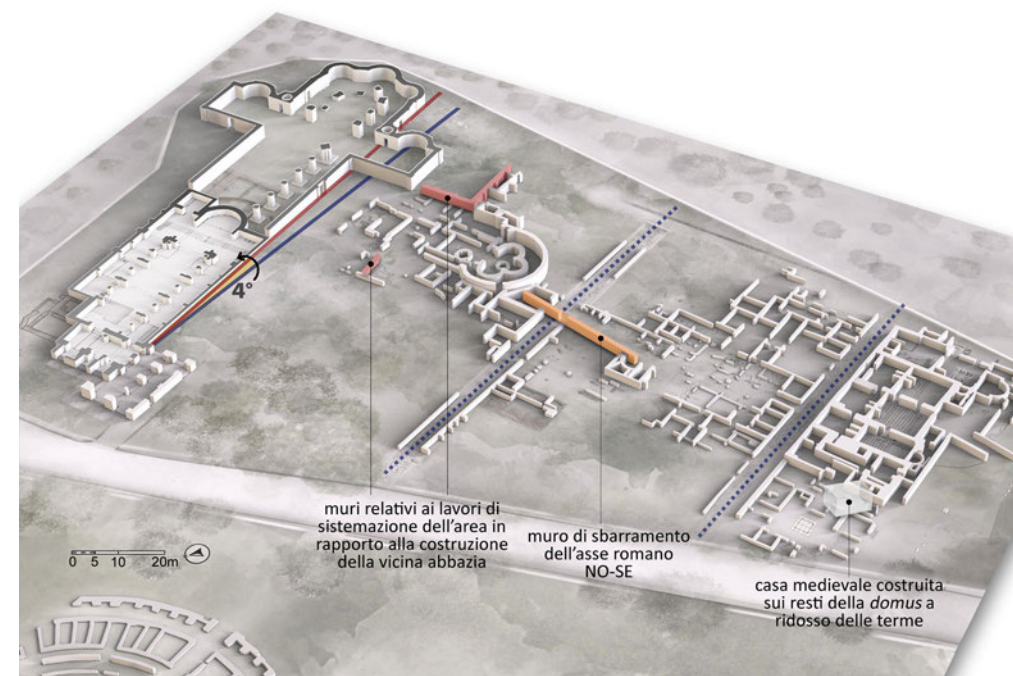 4°
muri relativi ai lavori di
sistemazione dell'area in
rapporto alla costruzione
della vicina abbazia
muro di sbarramento
dell'asse romano
NO-SE
casa medievale costruita
sui resti della domus a
ridosso delle terme
0 5 10 20m